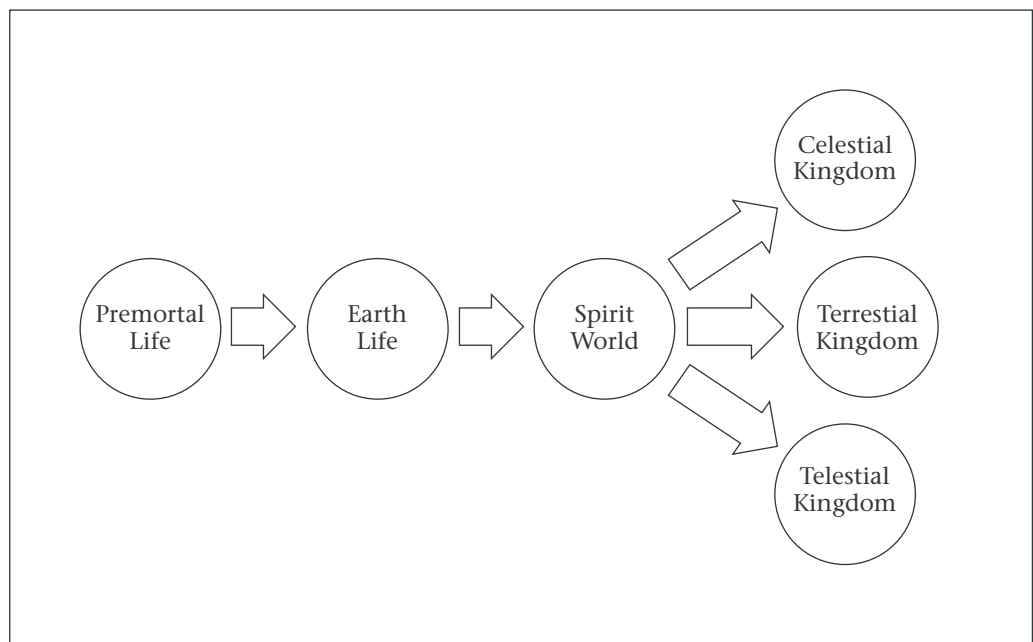 Premortal
Life
Earth
Life
Spirit
World
Celestial
Kingdom
Terrestial
Kingdom
Telestial
Kingdom